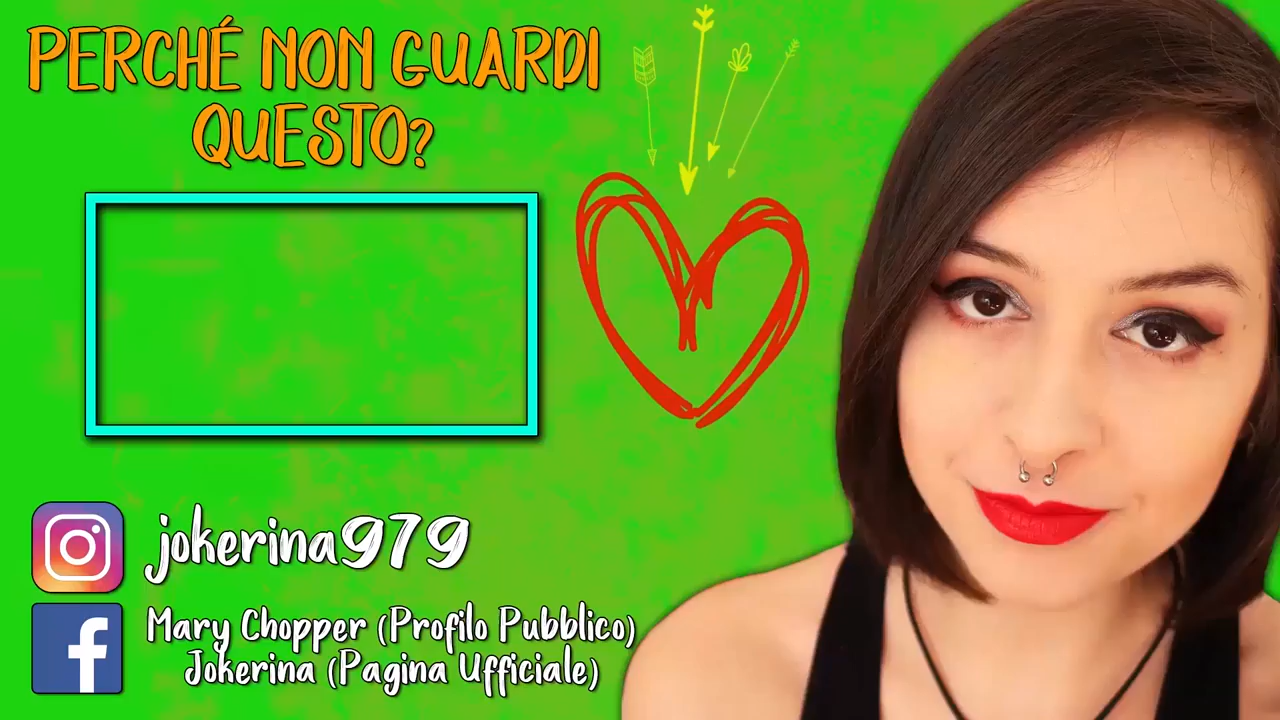 PERCHÉ NON GUARDI
QUESTO?
jokerina979
Mary Chopper (Profilo Pubblico)
Jokerina (Pagina Ufficiale)